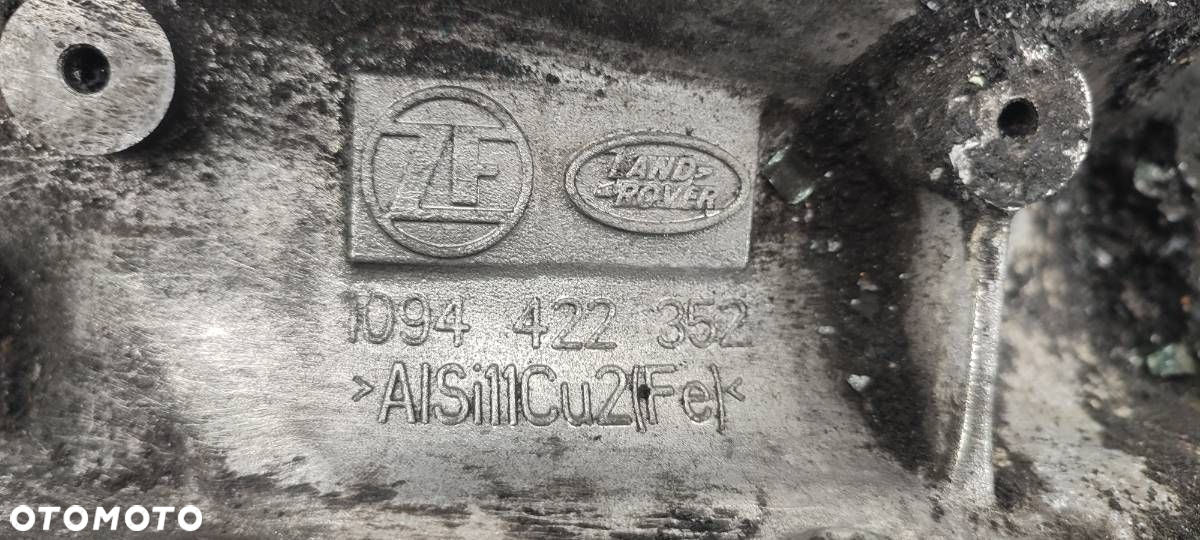 ZF
LAND
ROVER
1094 422 352
>AlSi11Cu2(Fe)<
OTOMOTO